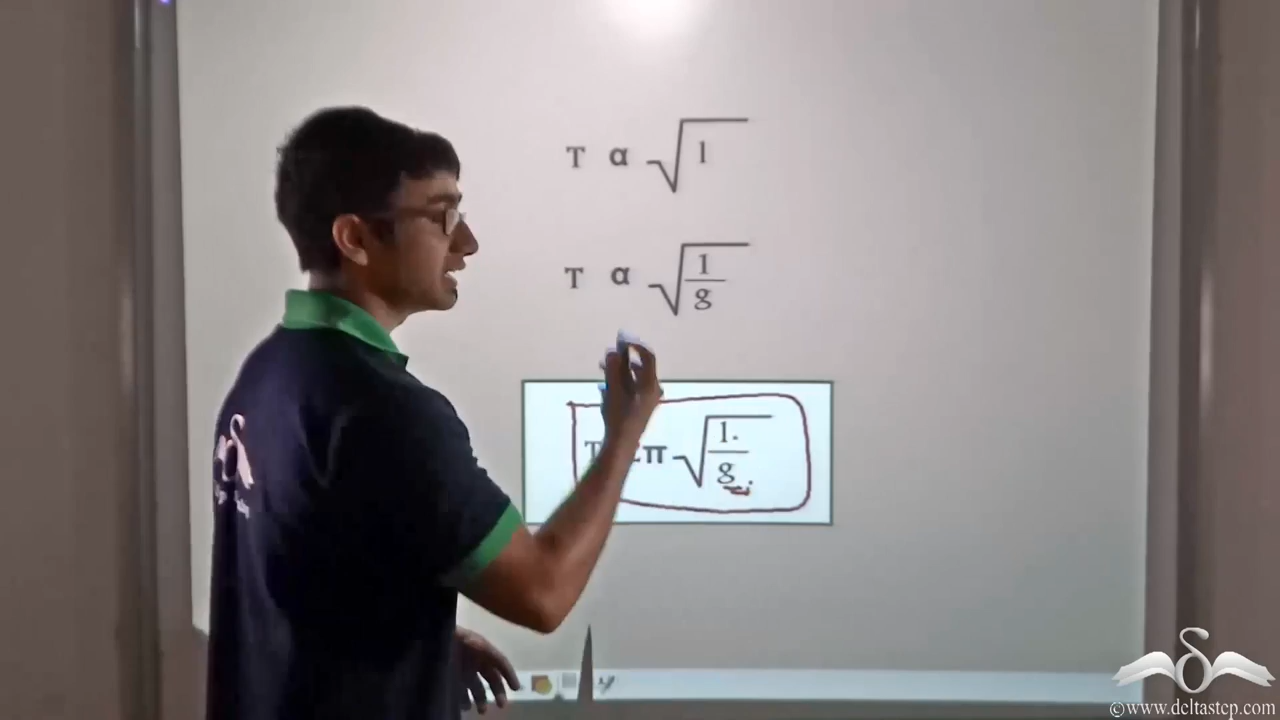 T α √l
T α √(l/g)
T π √(l/g)
©www.deltastep.com